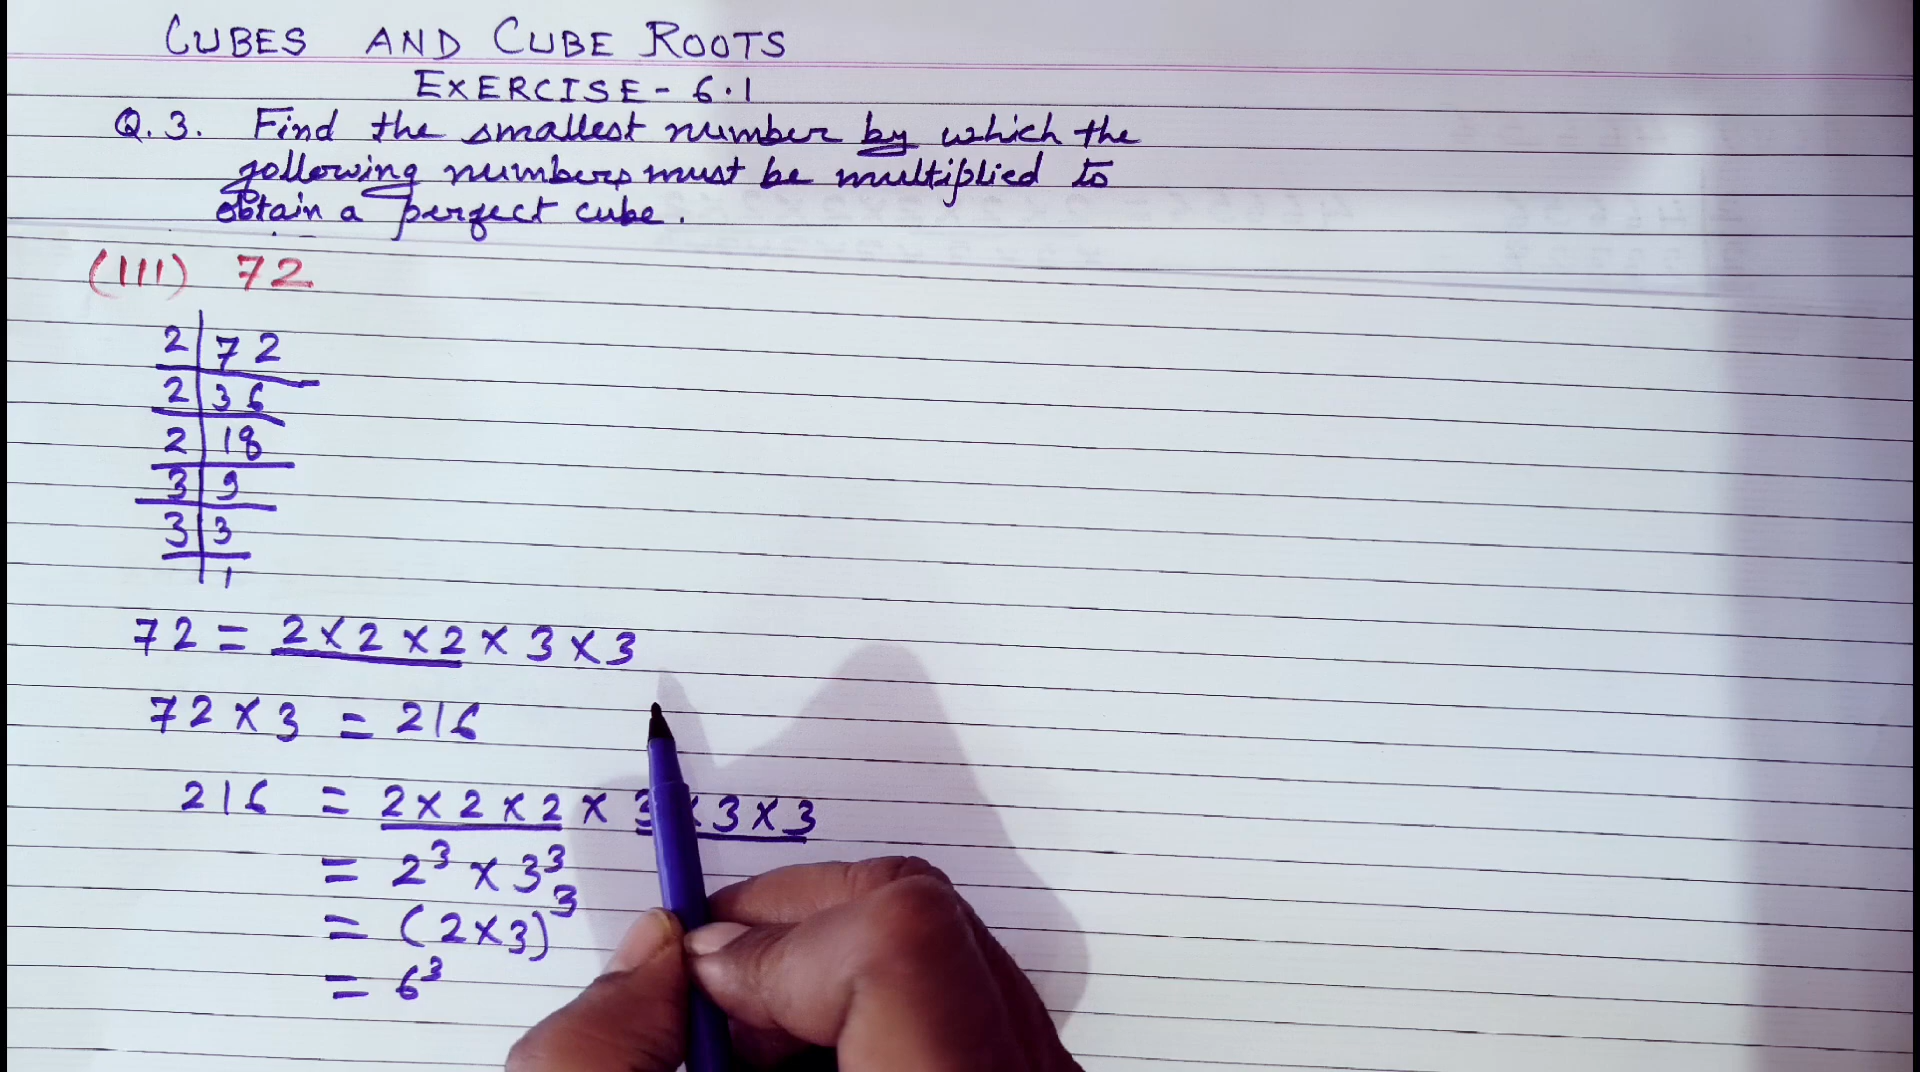 CUBES AND CUBE ROOTS
EXERCISE - 6.1
Q.3. Find the smallest number by which the
following numbers must be multiplied to
obtain a perfect cube.
(III) 72
2 | 72
2 | 36
2 | 18
3 | 9
3 | 3
| 1
72 = 2 × 2 × 2 × 3 × 3
72 × 3 = 216
216 = 2 × 2 × 2 × 3 × 3 × 3
= 2³ × 3³
= (2×3)³
= 6³